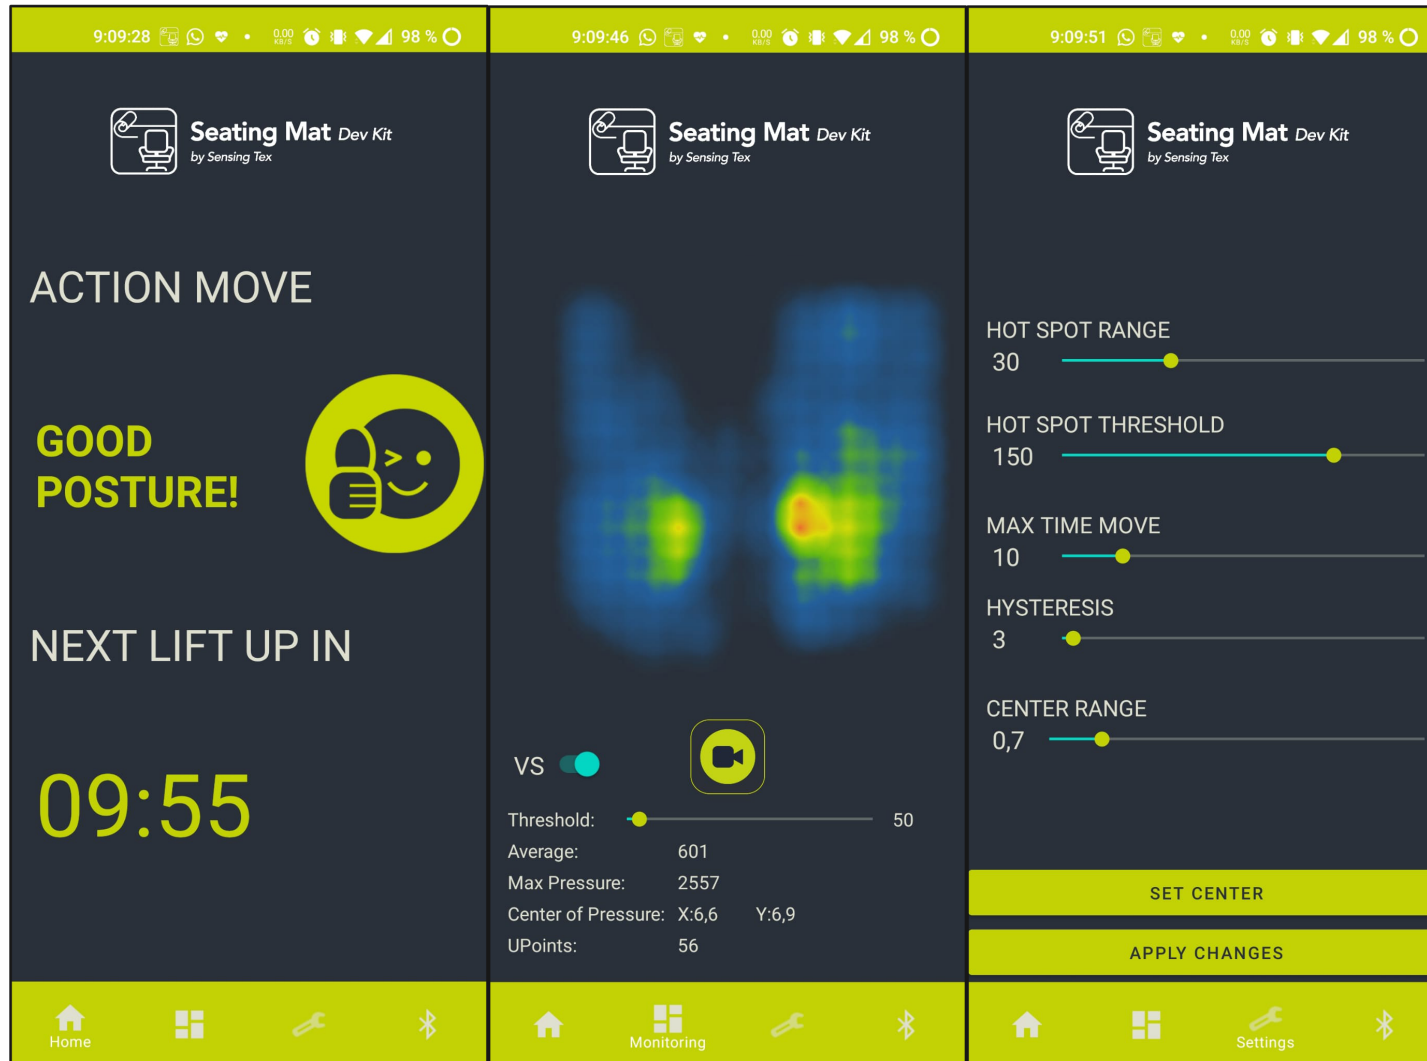 9:09:28
0.00
KB/S
98 %
Seating Mat Dev Kit
by Sensing Tex
ACTION MOVE
GOOD
POSTURE!
NEXT LIFT UP IN
09:55
Home
9:09:46
0.00
KB/S
98 %
Seating Mat Dev Kit
by Sensing Tex
VS
Threshold: 50
Average: 601
Max Pressure: 2557
Center of Pressure: X:6,6 Y:6,9
UPoints: 56
Monitoring
9:09:51
0.00
KB/S
98 %
Seating Mat Dev Kit
by Sensing Tex
HOT SPOT RANGE
30
HOT SPOT THRESHOLD
150
MAX TIME MOVE
10
HYSTERESIS
3
CENTER RANGE
0,7
SET CENTER
APPLY CHANGES
Settings